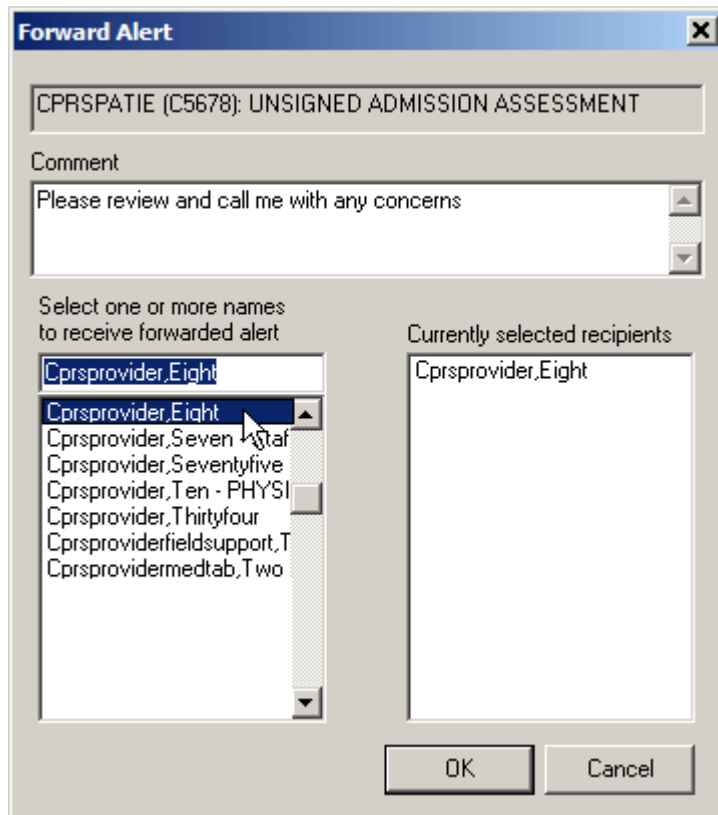 Forward Alert
CPRSPATIE (C5678): UNSIGNED ADMISSION ASSESSMENT
Comment
Please review and call me with any concerns
Select one or more names
to receive forwarded alert
Cprsprovider,Eight
Cprsprovider,Eight
Cprsprovider,Seven
Cprsprovider,Seventyfive
Cprsprovider,Ten - PHYSI
Cprsprovider,Thirtyfour
Cprsproviderfieldsupport,T
Cprsprovidermedtab,Two
Currently selected recipients
Cprsprovider,Eight
OK
Cancel